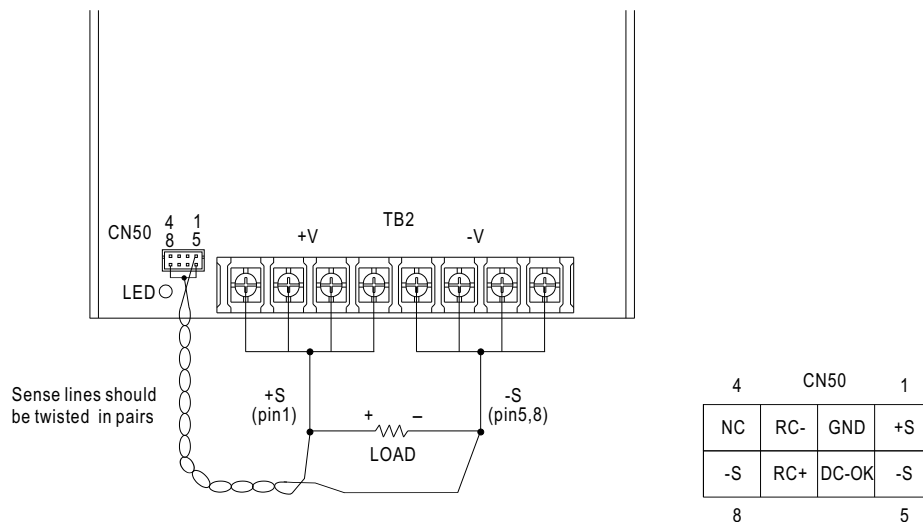 TB2
CN50
4 1
8 5
+V
-V
LED
Sense lines should
be twisted in pairs
+S
(pin1)
-S
(pin5,8)
+ –
LOAD
4 CN50 1
NC RC- GND +S
-S RC+ DC-OK -S
8 5